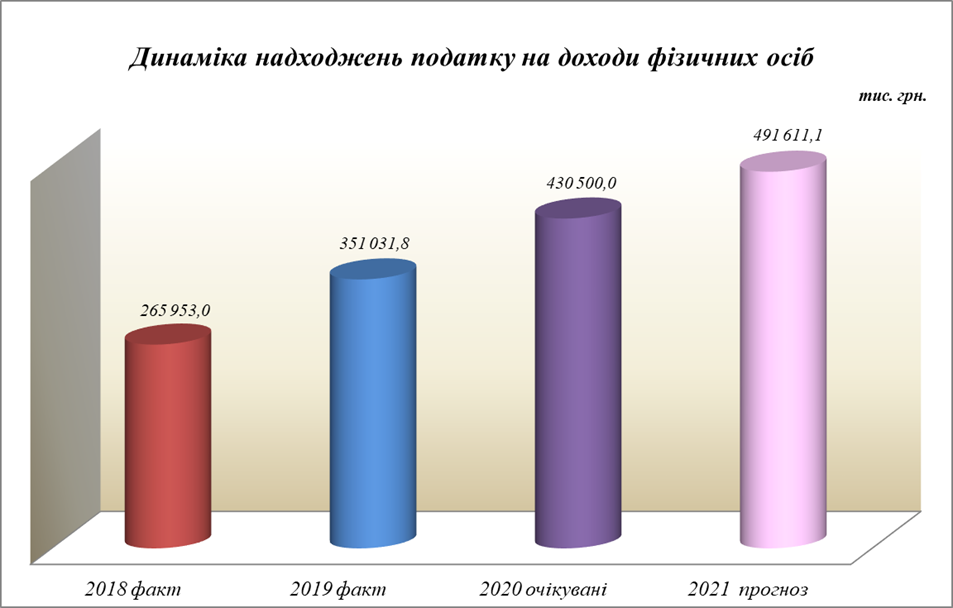 Динаміка надходжень податку на доходи фізичних осіб
тис. грн.
491 611,1
430 500,0
351 031,8
265 953,0
2018 факт
2019 факт
2020 очікувані
2021 прогноз